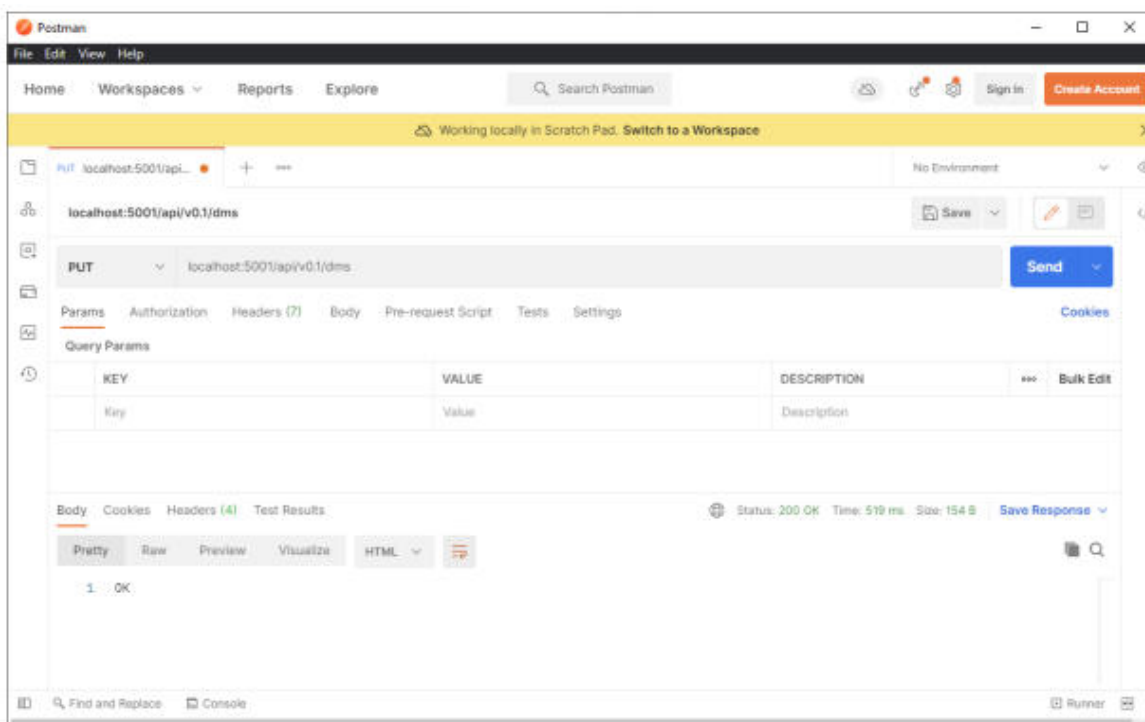 Postman
File Edit View Help
Home Workspaces Reports Explore Search Postman Sign in Create Account
Working locally in Scratch Pad. Switch to a Workspace
PUT localhost:5001/api... No Environment
localhost:5001/api/v0.1/dms Save
PUT localhost:5001/api/v0.1/dms Send
Params Authorization Headers (7) Body Pre-request Script Tests Settings Cookies
Query Params
KEY VALUE DESCRIPTION Bulk Edit
Key Value Description
Body Cookies Headers (4) Test Results Status: 200 OK Time: 519 ms Size: 154 B Save Response
Pretty Raw Preview Visualize HTML
1 OK
Find and Replace Console Runner